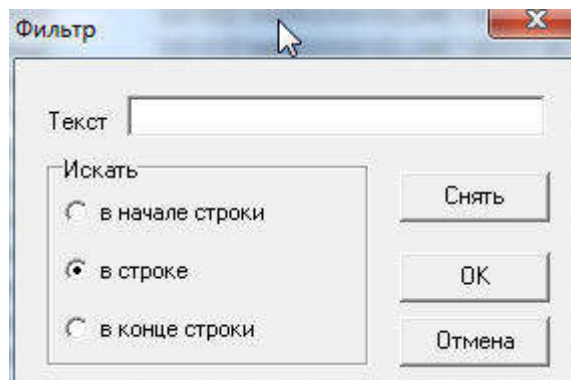 Фильтр
Текст
Искать
в начале строки
в строке
в конце строки
Снять
OK
Отмена